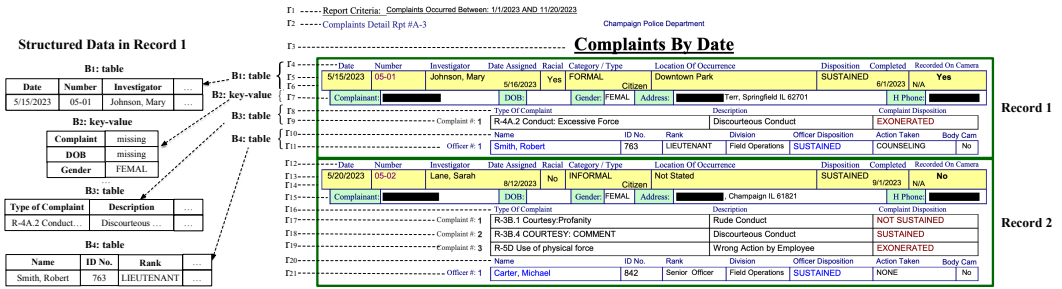 r1 Report Criteria: Complaints Occurred Between: 1/1/2023 AND 11/20/2023
r2 Complaints Detail Rpt #A-3 Champaign Police Department
r3 Complaints By Date
Structured Data in Record 1
B1: table
Date Number Investigator ...
5/15/2023 05-01 Johnson, Mary ...
B2: key-value
Complaint missing
DOB missing
Gender FEMAL
...
B3: table
Type of Complaint Description ...
R-4A.2 Conduct... Discourteous ... ...
B4: table
Name ID No. Rank ...
Smith, Robert 763 LIEUTENANT ...
B1: table
B2: key-value
B3: table
B4: table
r4 Date Number Investigator Date Assigned Racial Category / Type Location Of Occurrence Disposition Completed Recorded On Camera
r5 5/15/2023 05-01 Johnson, Mary Yes FORMAL Downtown Park SUSTAINED Yes
r6 5/16/2023 Citizen 6/1/2023 N/A
r7 Complainant: DOB: Gender: FEMAL Address: Terr, Springfield IL 62701 H Phone:
r8 Type Of Complaint Description Complaint Disposition
r9 Complaint #: 1 R-4A.2 Conduct: Excessive Force Discourteous Conduct EXONERATED
r10 Name ID No. Rank Division Officer Disposition Action Taken Body Cam
r11 Officer #: 1 Smith, Robert 763 LIEUTENANT Field Operations SUSTAINED COUNSELING No
Record 1
r12 Date Number Investigator Date Assigned Racial Category / Type Location Of Occurrence Disposition Completed Recorded On Camera
r13 5/20/2023 05-02 Lane, Sarah No INFORMAL Not Stated SUSTAINED No
r14 8/12/2023 Citizen 9/1/2023 N/A
r15 Complainant: DOB: Gender: FEMAL Address: , Champaign IL 61821 H Phone:
r16 Type Of Complaint Description Complaint Disposition
r17 Complaint #: 1 R-3B.1 Courtesy:Profanity Rude Conduct NOT SUSTAINED
r18 Complaint #: 2 R-3B.4 COURTESY: COMMENT Discourteous Conduct SUSTAINED
r19 Complaint #: 3 R-5D Use of physical force Wrong Action by Employee EXONERATED
r20 Name ID No. Rank Division Officer Disposition Action Taken Body Cam
r21 Officer #: 1 Carter, Michael 842 Senior Officer Field Operations SUSTAINED NONE No
Record 2